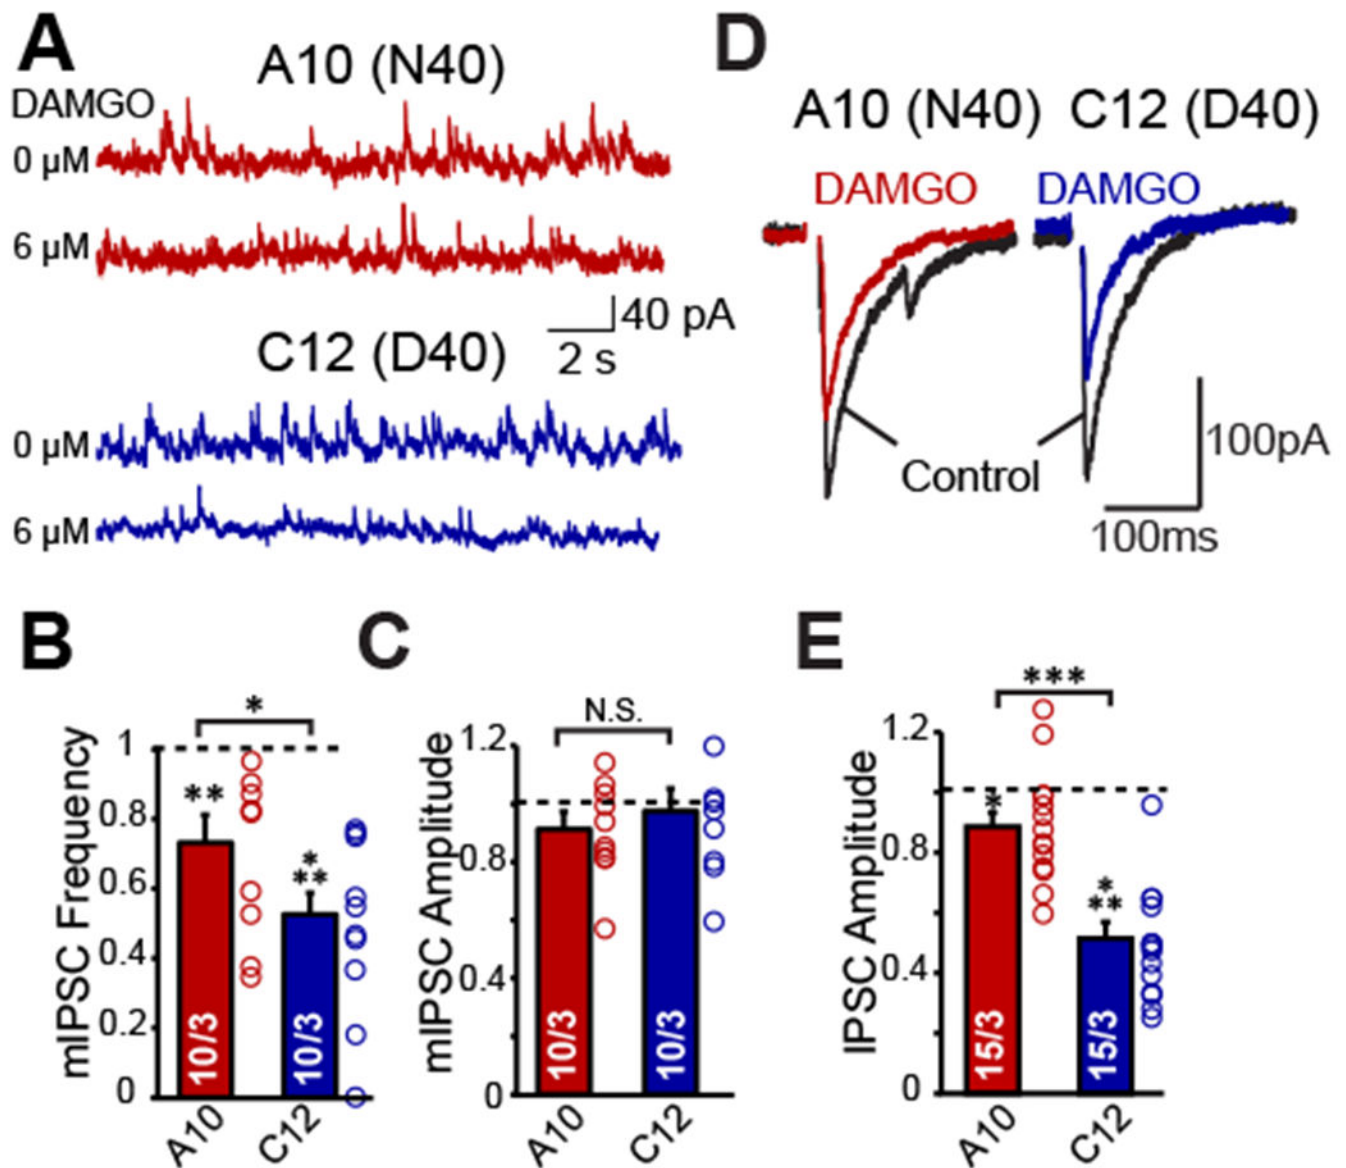 A
A10 (N40)
DAMGO
0 µM
6 µM
40 pA
2 s
C12 (D40)
0 µM
6 µM
D
A10 (N40) C12 (D40)
DAMGO DAMGO
Control
100pA
100ms
B
*
mIPSC Frequency
1
0.8
0.6
0.4
0.2
0
**
*
**
10/3
10/3
A10
C12
C
N.S.
mIPSC Amplitude
1.2
0.8
0.4
0
10/3
10/3
A10
C12
E
***
IPSC Amplitude
1.2
0.8
0.4
0
*
*
**
15/3
15/3
A10
C12